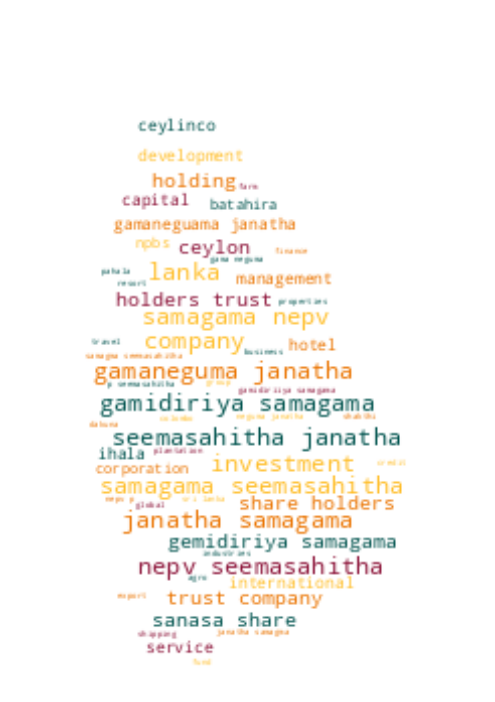 ceylinco
development
holding farm
capital batahira
gamaneguama janatha
npbs ceylon finance
gama neguma
pahala lanka management
resort
holders trust properties
samagama nepv
travel company hotel
business
samagma seemasahitha
gamaneguma janatha
p seemasahitha group
gamidiriya samagama
gamidiriya samagama
colombo neguma janatha shakthi
dakuna
seemasahitha janatha
ihala plantation
corporation investment credit
samagama seemasahitha
nepv p sri lanka share holders
global
janatha samagama
gemidiriya samagama
industries
nepv seemasahitha
agro international
export trust company
sanasa share
shipping janatha samagma
service
fund